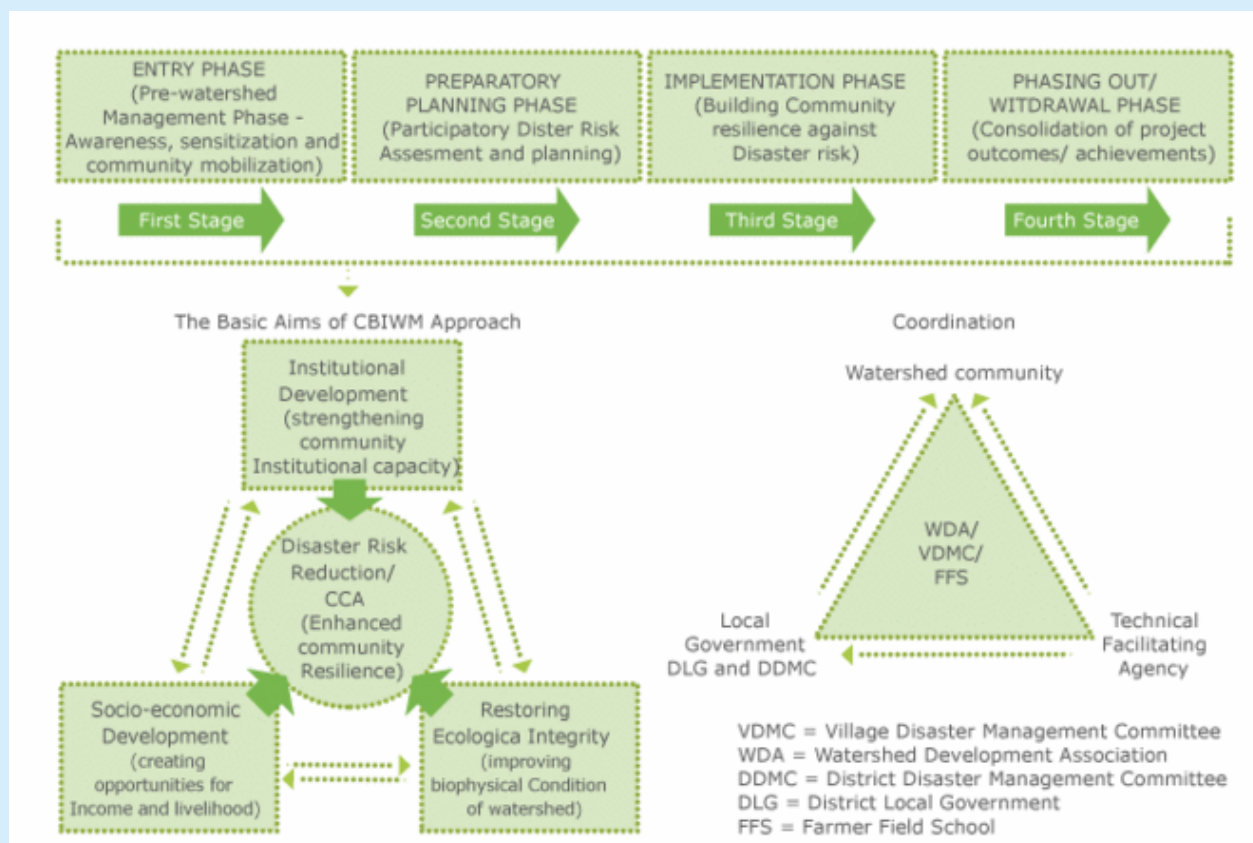 ENTRY PHASE
(Pre-watershed
Management Phase -
Awareness, sensitization and
community mobilization)
PREPARATORY
PLANNING PHASE
(Participatory Dister Risk
Assesment and planning)
IMPLEMENTATION PHASE
(Building Community
resilience against
Disaster risk)
PHASING OUT/
WITDRAWAL PHASE
(Consolidation of project
outcomes/ achievements)
First Stage
Second Stage
Third Stage
Fourth Stage
The Basic Aims of CBIWM Approach
Institutional
Development
(strengthening
community
Institutional capacity)
Disaster Risk
Reduction/
CCA
(Enhanced
community
Resilience)
Socio-economic
Development
(creating
opportunities for
Income and livelihood)
Restoring
Ecologica Integrity
(improving
biophysical Condition
of watershed)
Coordination
Watershed community
WDA/
VDMC/
FFS
Local
Government
DLG and DDMC
Technical
Facilitating
Agency
VDMC = Village Disaster Management Committee
WDA = Watershed Development Association
DDMC = District Disaster Management Committee
DLG = District Local Government
FFS = Farmer Field School